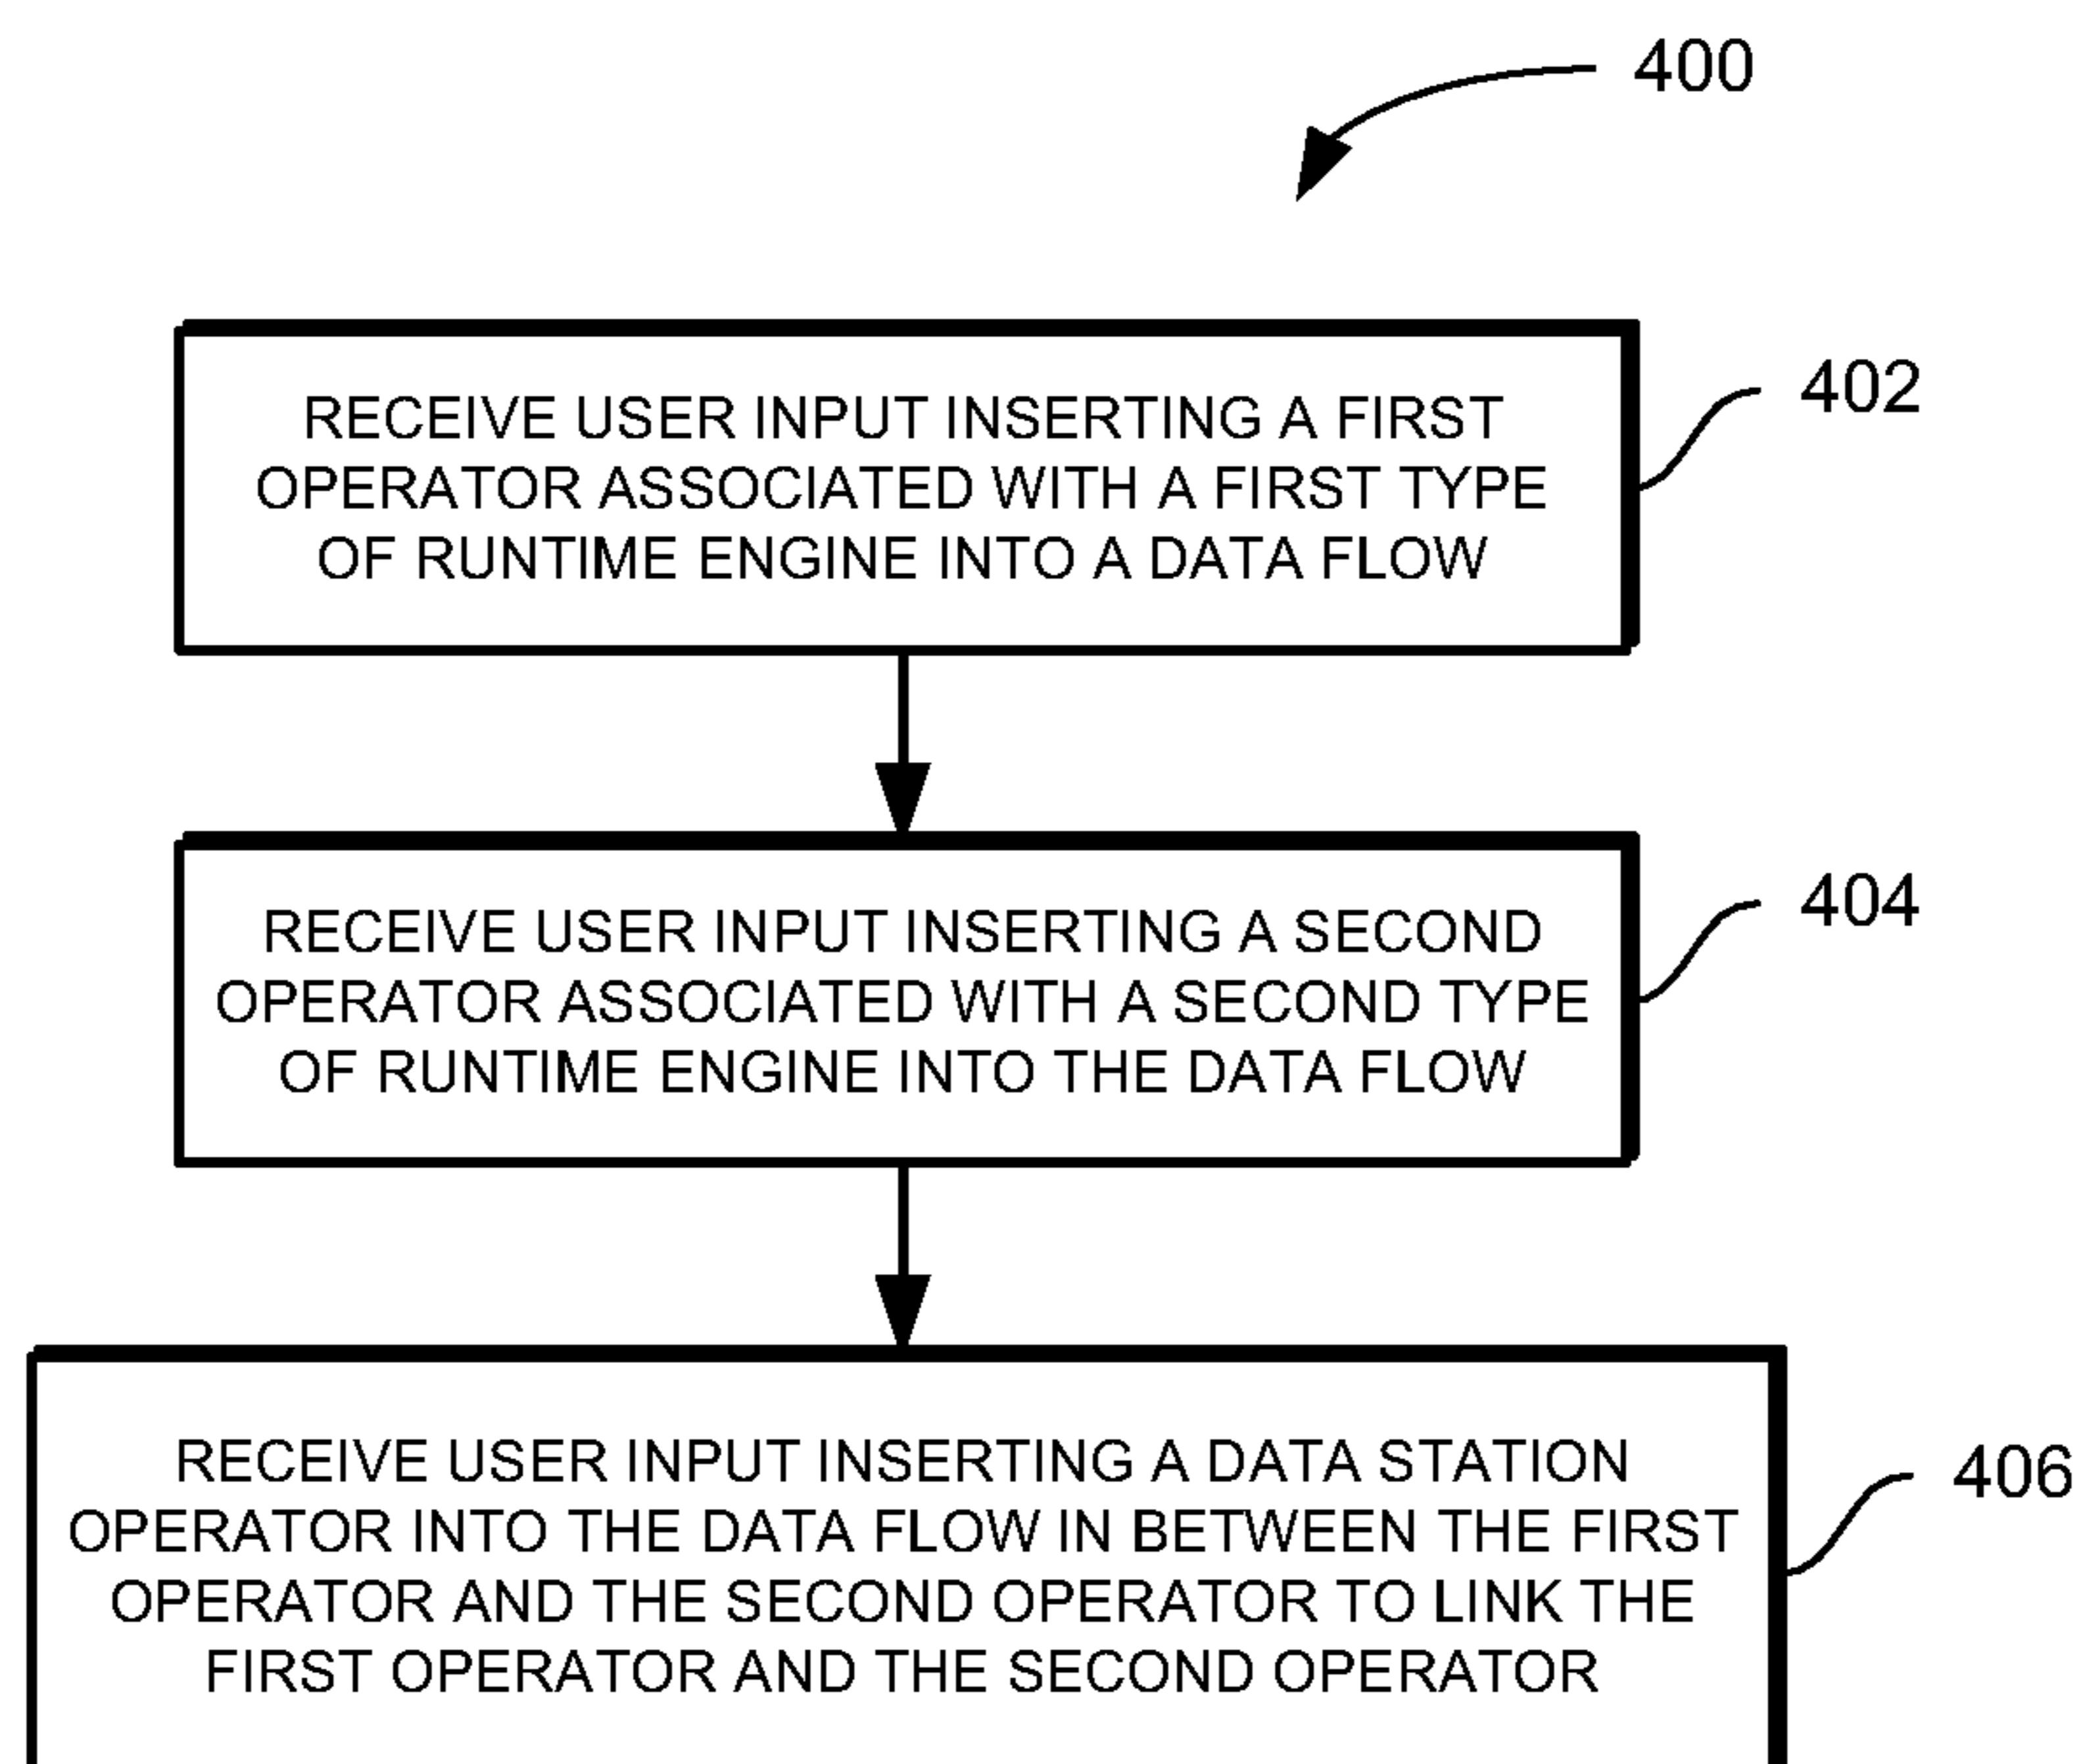 400
RECEIVE USER INPUT INSERTING A FIRST
OPERATOR ASSOCIATED WITH A FIRST TYPE
OF RUNTIME ENGINE INTO A DATA FLOW
402
RECEIVE USER INPUT INSERTING A SECOND
OPERATOR ASSOCIATED WITH A SECOND TYPE
OF RUNTIME ENGINE INTO THE DATA FLOW
404
RECEIVE USER INPUT INSERTING A DATA STATION
OPERATOR INTO THE DATA FLOW IN BETWEEN THE FIRST
OPERATOR AND THE SECOND OPERATOR TO LINK THE
FIRST OPERATOR AND THE SECOND OPERATOR
406